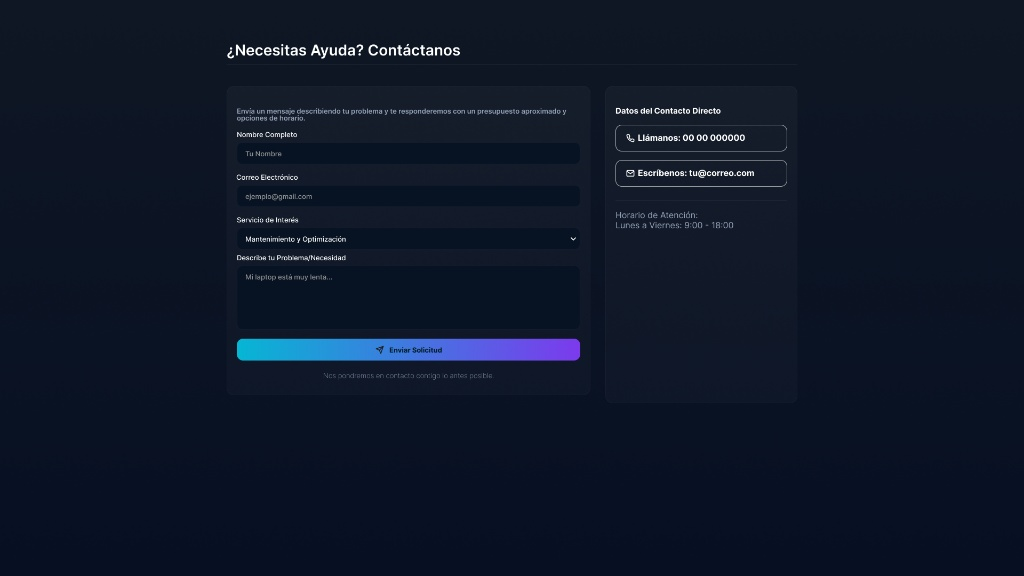 ¿Necesitas Ayuda? Contáctanos
Envía un mensaje describiendo tu problema y te responderemos con un presupuesto aproximado y
opciones de horario.
Nombre Completo
Tu Nombre
Correo Electrónico
ejemplo@gmail.com
Servicio de Interés
Mantenimiento y Optimización
Describe tu Problema/Necesidad
Mi laptop está muy lenta...
Enviar Solicitud
Nos pondremos en contacto contigo lo antes posible.
Datos del Contacto Directo
Llámanos: 00 00 000000
Escríbenos: tu@correo.com
Horario de Atención:
Lunes a Viernes: 9:00 - 18:00